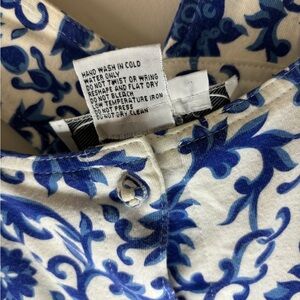 HAND WASH IN COLD
WATER ONLY
DO NOT TWIST OR WRING
RESHAPE AND FLAT DRY
DO NOT BLEACH
LOW TEMPERATURE IRON
DO NOT PRESS
DO NOT DRY CLEAN